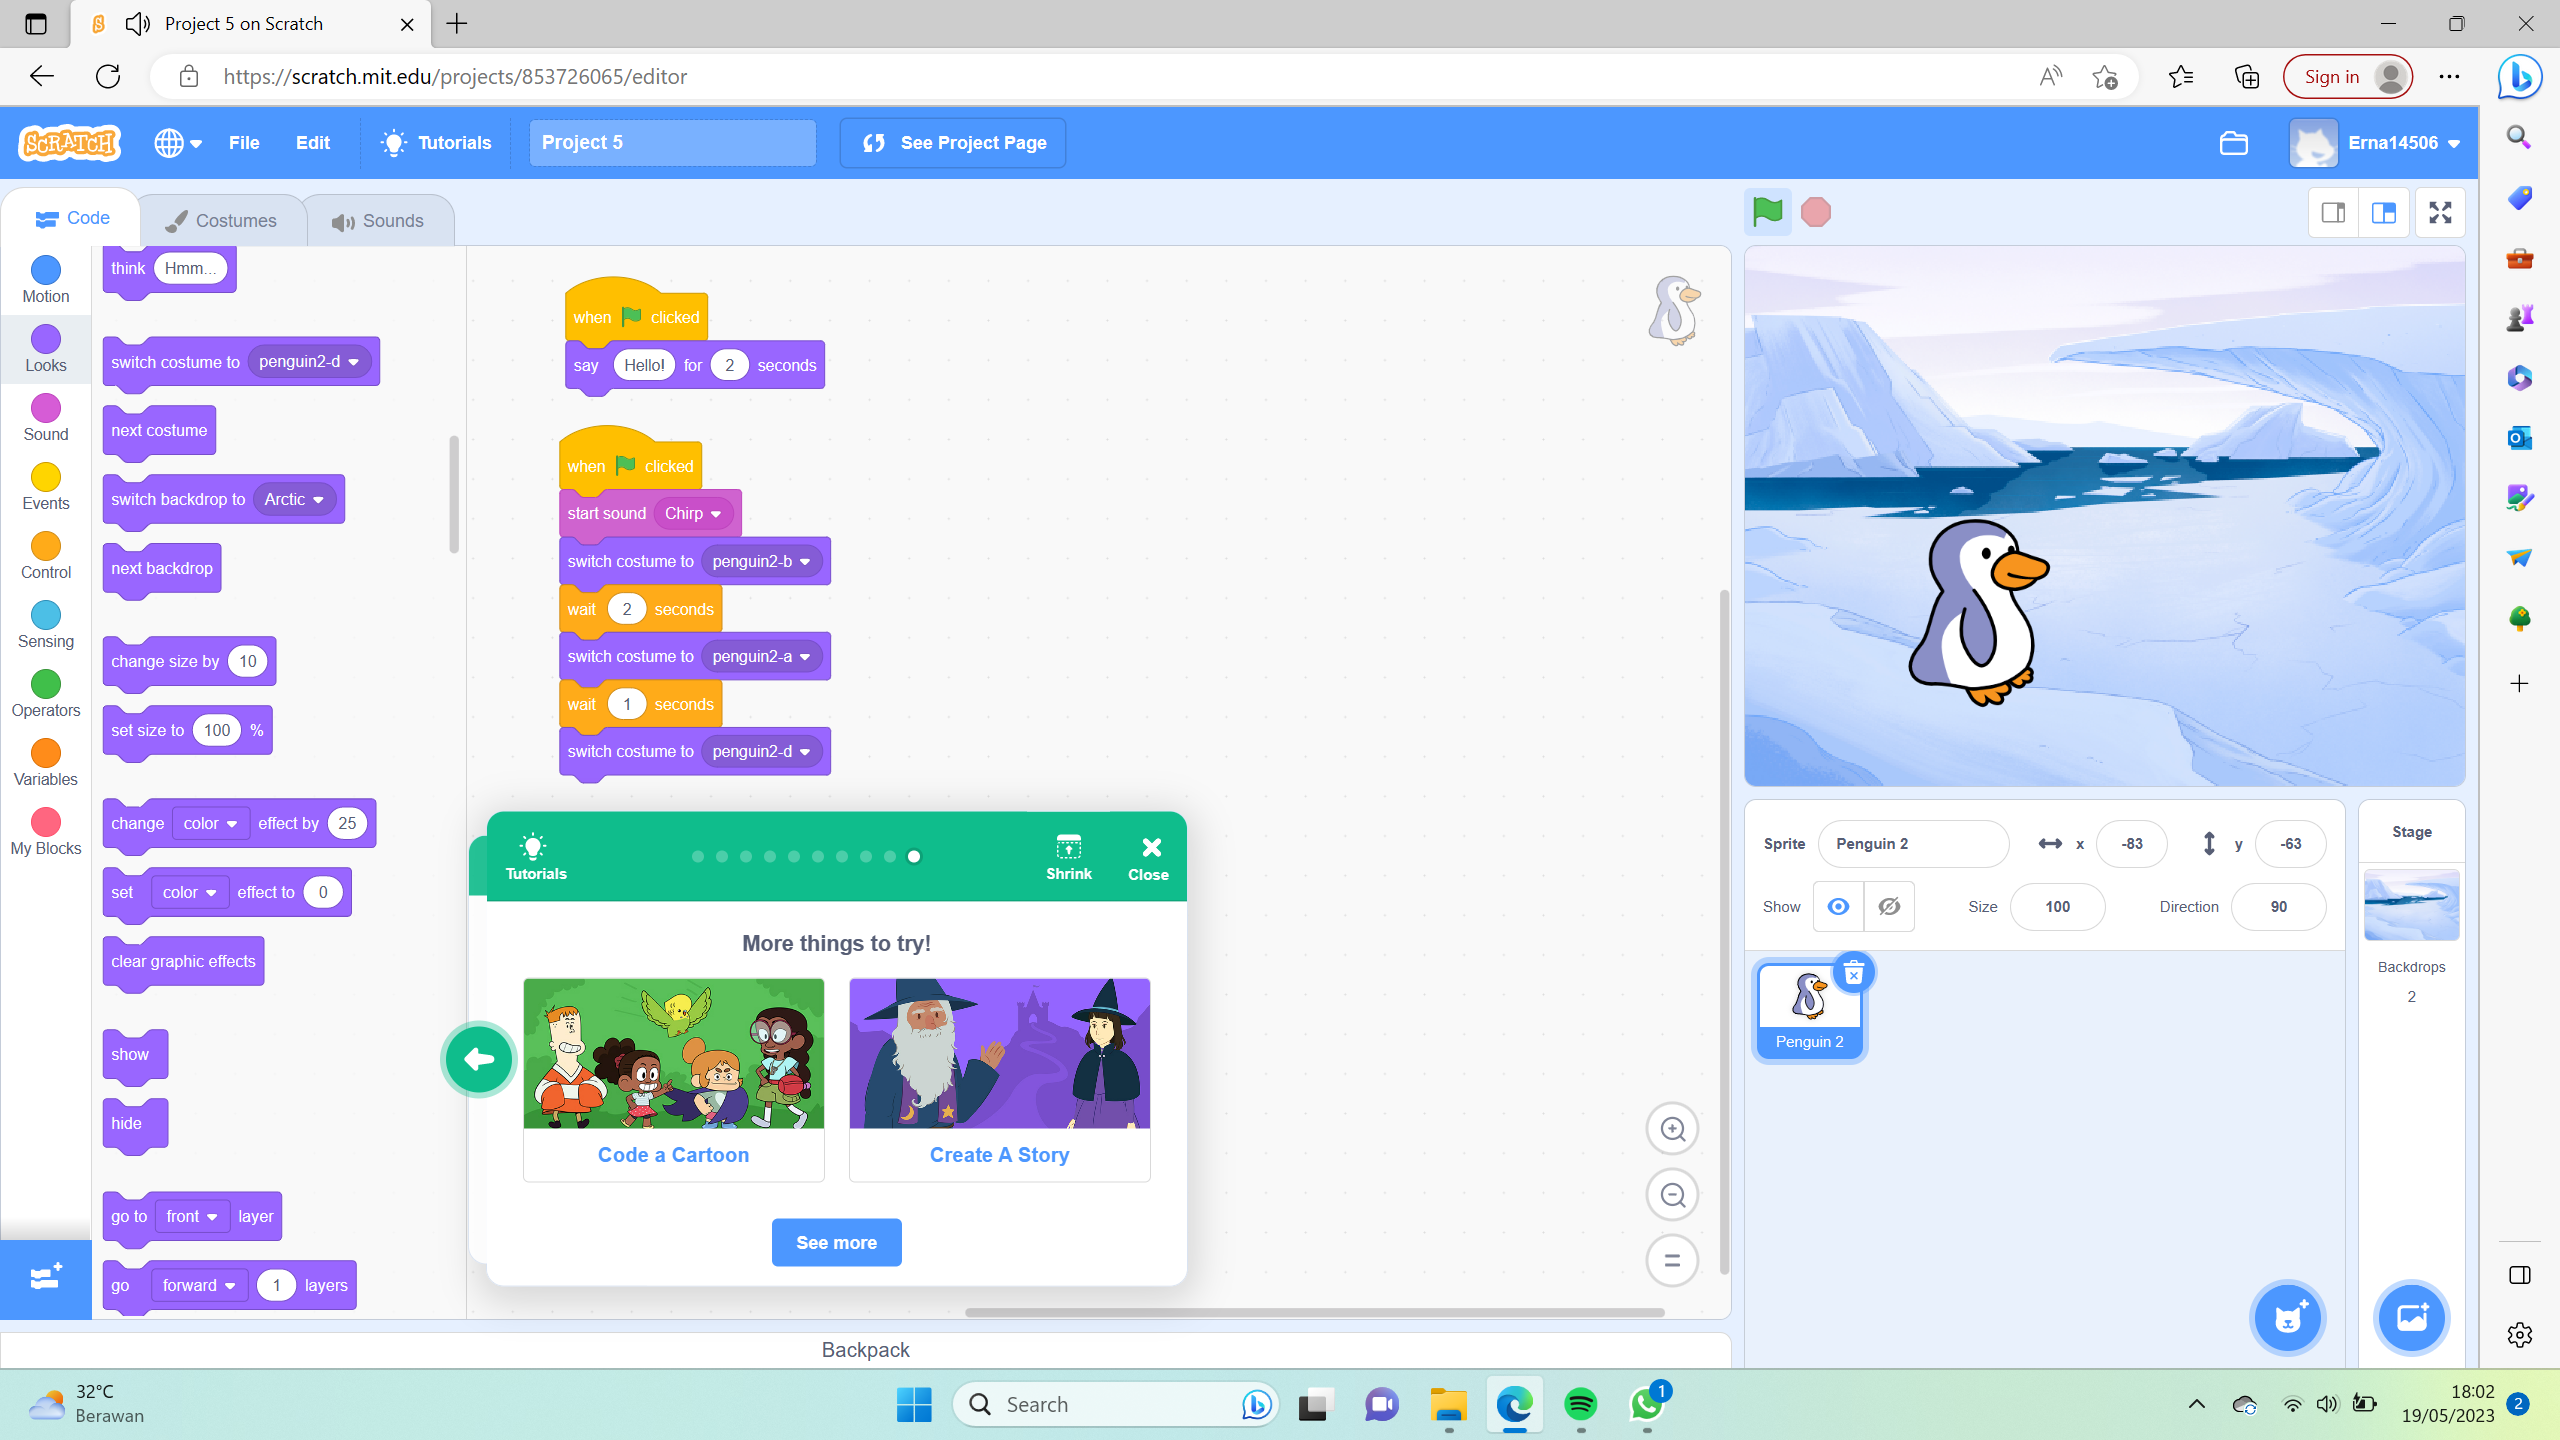 Project 5 on Scratch
https://scratch.mit.edu/projects/853726065/editor
Sign in
SCRATCH
File
Edit
Tutorials
Project 5
See Project Page
Erna14506
Code
Costumes
Sounds
Motion
Looks
Sound
Events
Control
Sensing
Operators
Variables
My Blocks
think Hmm...
switch costume to penguin2-d
next costume
switch backdrop to Arctic
next backdrop
change size by 10
set size to 100 %
change color effect by 25
set color effect to 0
clear graphic effects
show
hide
go to front layer
go forward 1 layers
when clicked
say Hello! for 2 seconds
when clicked
start sound Chirp
switch costume to penguin2-b
wait 2 seconds
switch costume to penguin2-a
wait 1 seconds
switch costume to penguin2-d
Tutorials
Shrink
Close
More things to try!
Code a Cartoon
Create A Story
See more
Backpack
Sprite Penguin 2 x -83 y -63
Show Size 100 Direction 90
Penguin 2
Stage
Backdrops
2
32°C
Berawan
Search
1
18:02
19/05/2023
2